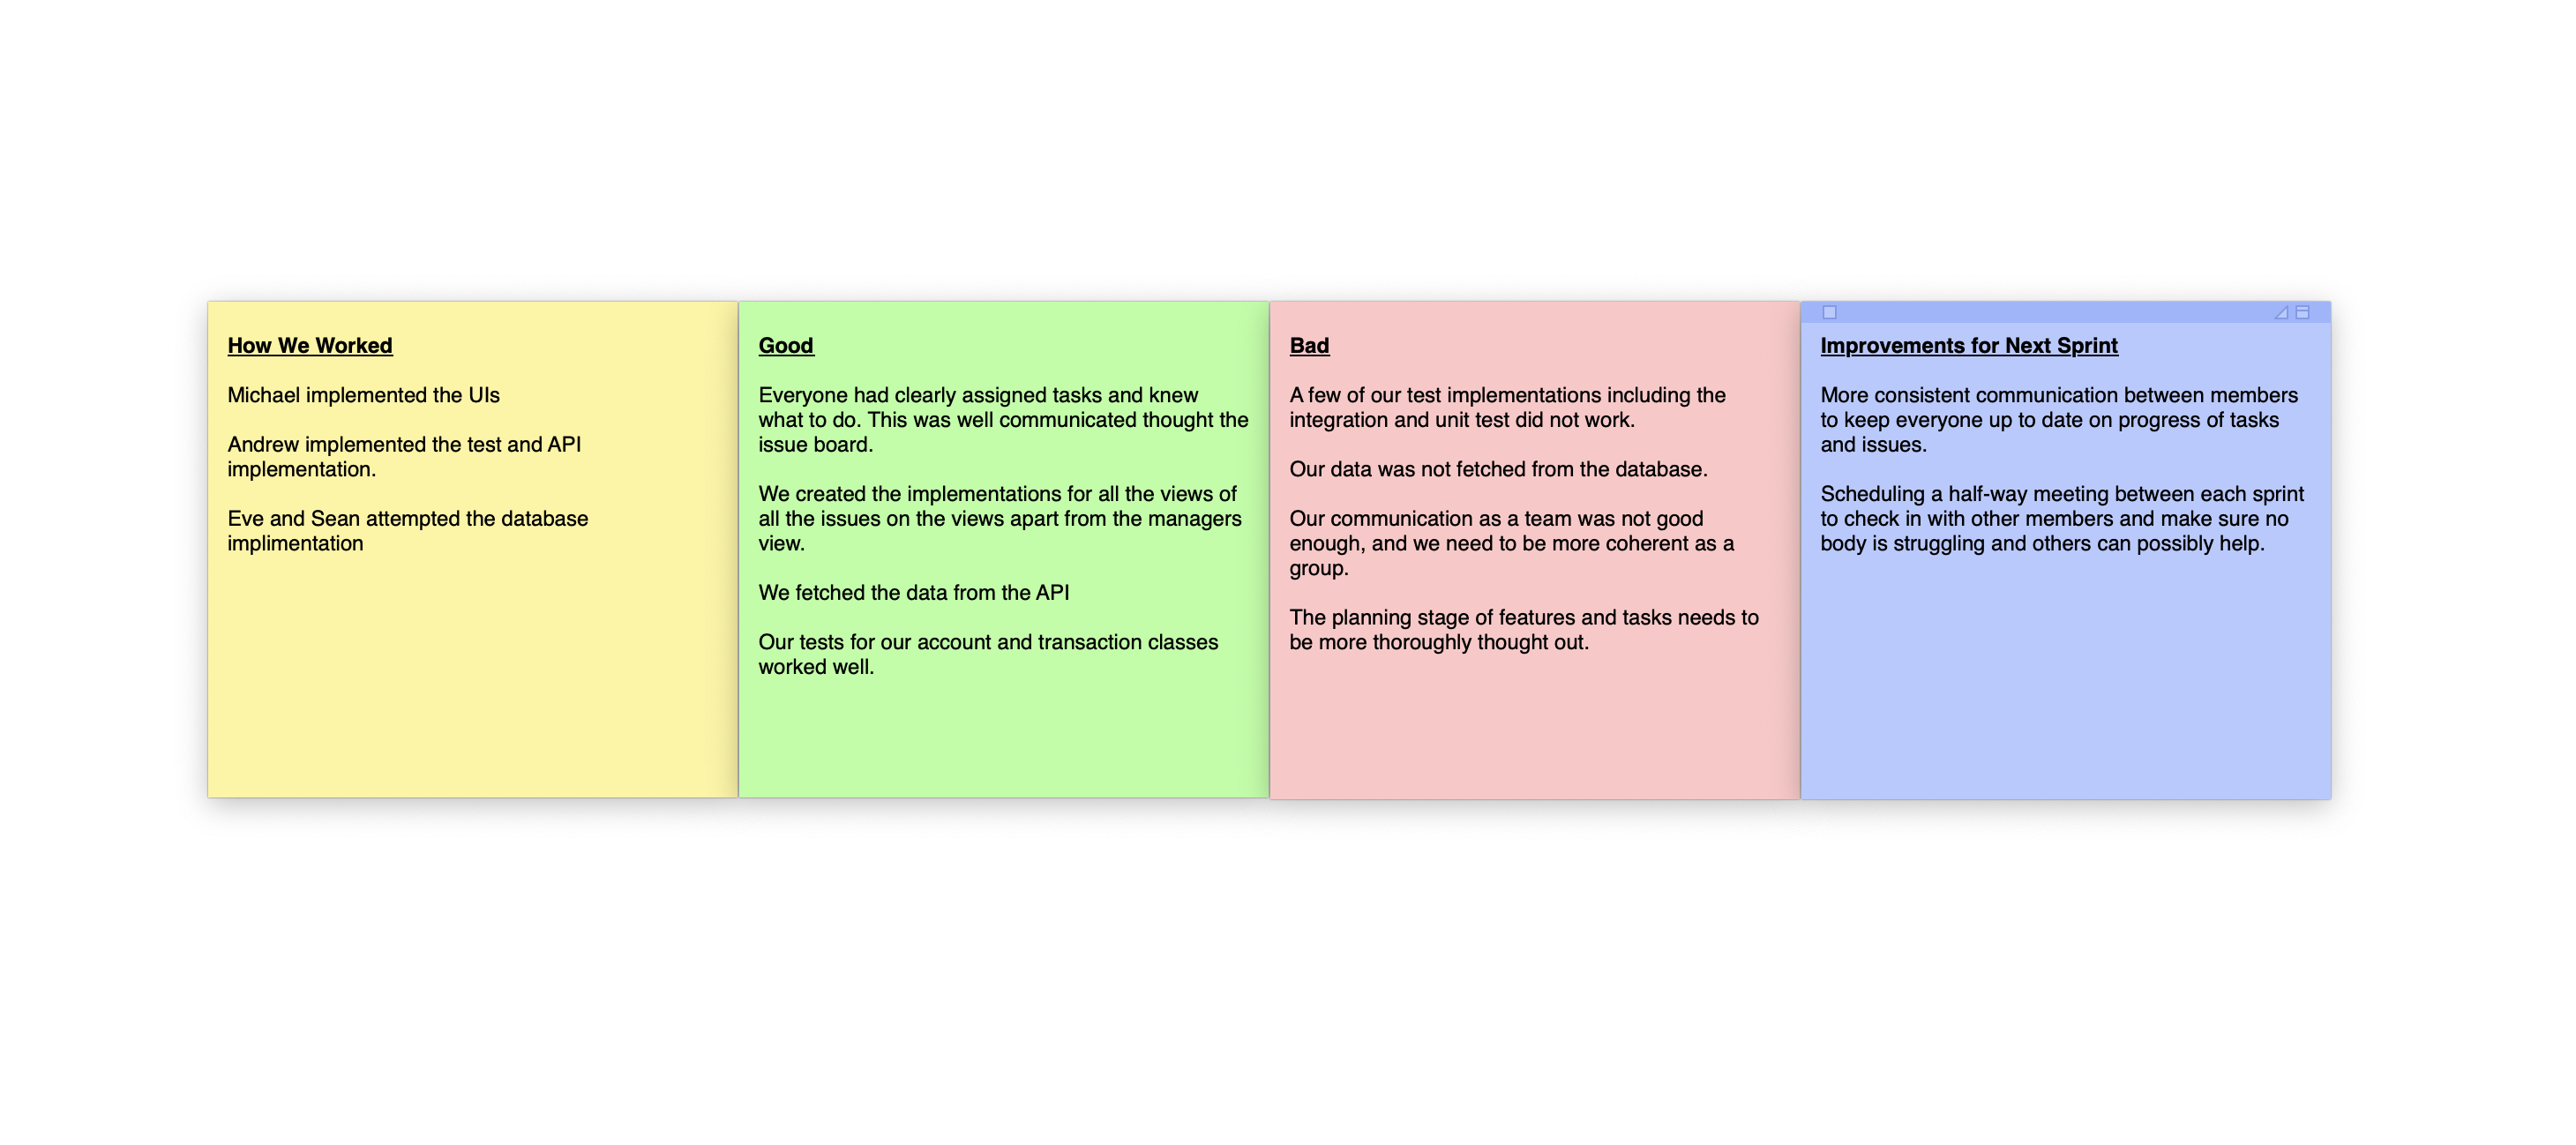 How We Worked
Michael implemented the UIs
Andrew implemented the test and API
implementation.
Eve and Sean attempted the database
implimentation
Good
Everyone had clearly assigned tasks and knew
what to do. This was well communicated thought the
issue board.
We created the implementations for all the views of
all the issues on the views apart from the managers
view.
We fetched the data from the API
Our tests for our account and transaction classes
worked well.
Bad
A few of our test implementations including the
integration and unit test did not work.
Our data was not fetched from the database.
Our communication as a team was not good
enough, and we need to be more coherent as a
group.
The planning stage of features and tasks needs to
be more thoroughly thought out.
Improvements for Next Sprint
More consistent communication between members
to keep everyone up to date on progress of tasks
and issues.
Scheduling a half-way meeting between each sprint
to check in with other members and make sure no
body is struggling and others can possibly help.